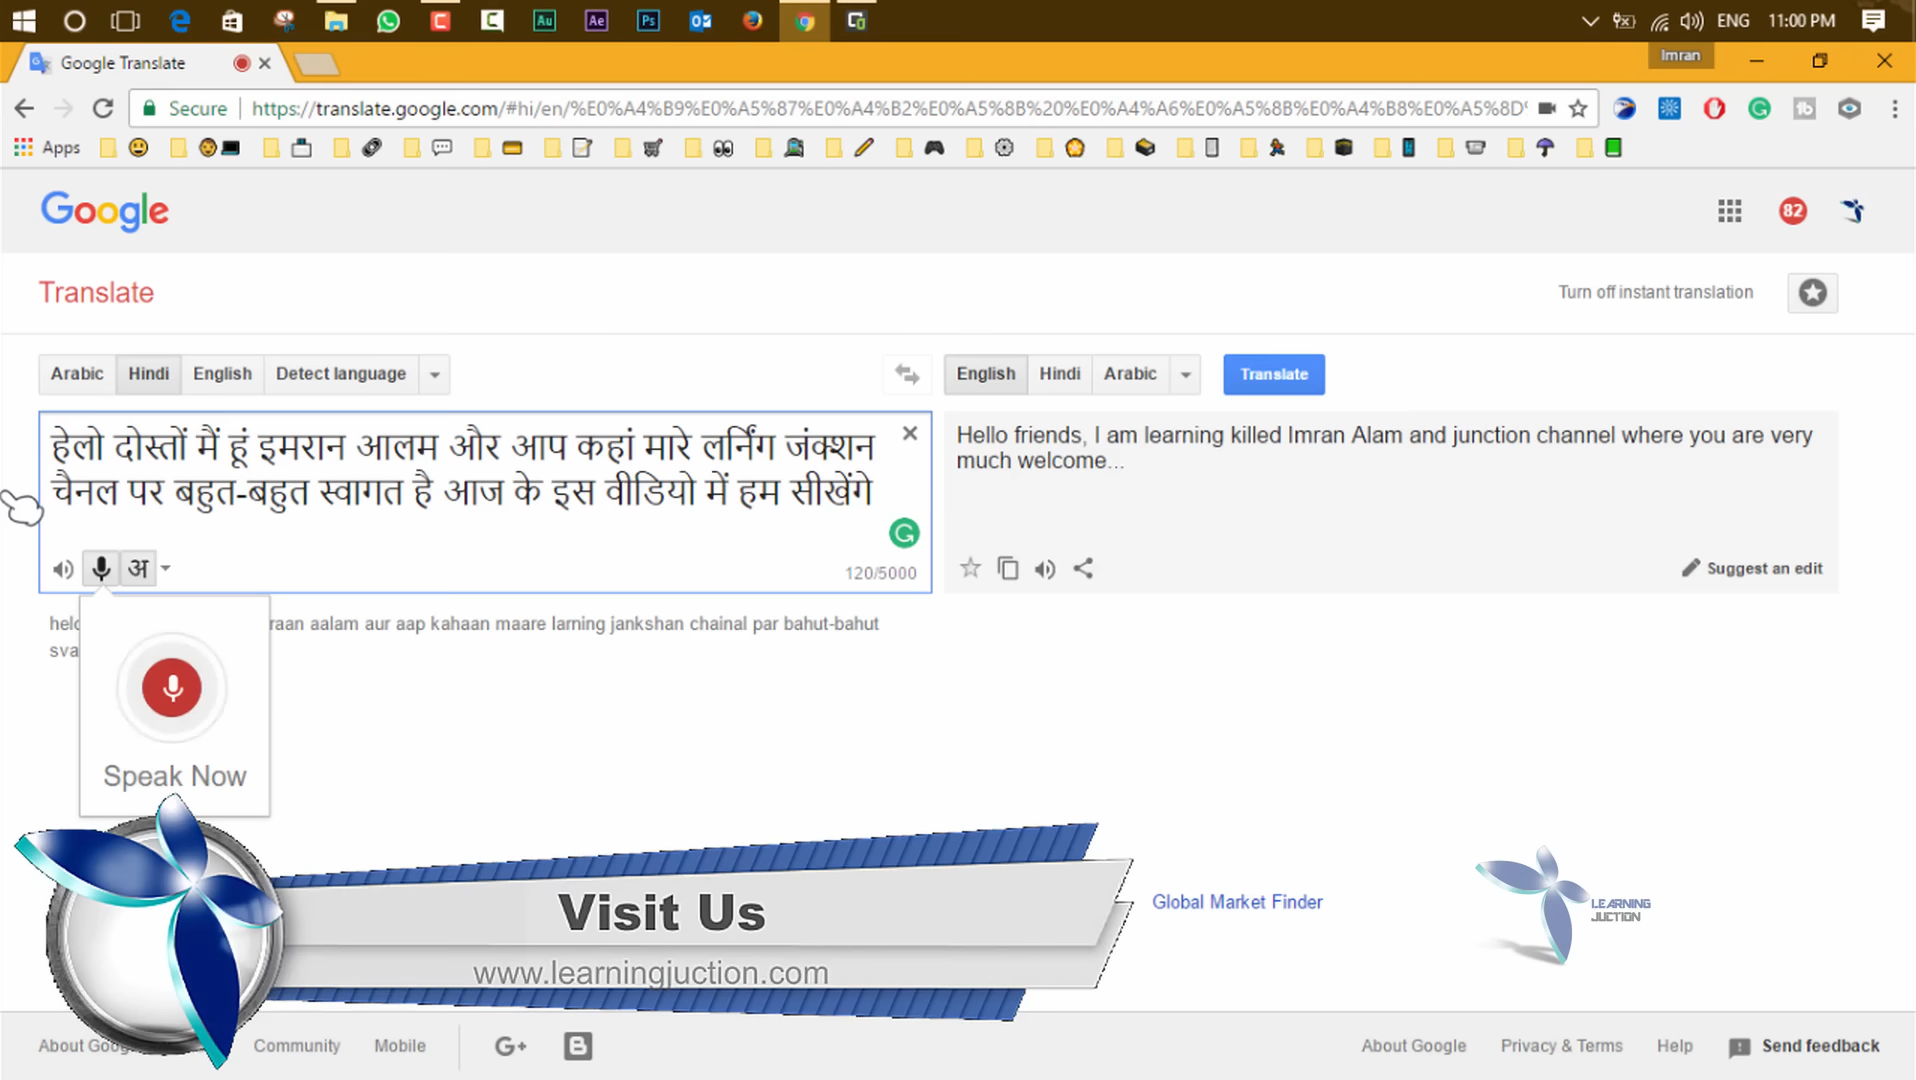 ENG 11:00 PM
Google Translate
Imran
Secure https://translate.google.com/#hi/en/%E0%A4%B9%E0%A5%87%E0%A4%B2%E0%A5%8B%20%E0%A4%A6%E0%A5%8B%E0%A4%B8%E0%A5%8D
Apps
Google
82
Translate
Turn off instant translation
Arabic Hindi English Detect language
English Hindi Arabic Translate
हेलो दोस्तों मैं हूं इमरान आलम और आप कहां मारे लर्निंग जंक्शन
चैनल पर बहुत-बहुत स्वागत है आज के इस वीडियो में हम सीखेंगे
अ
120/5000
Hello friends, I am learning killed Imran Alam and junction channel where you are very
much welcome...
Suggest an edit
raan aalam aur aap kahaan maare larning jankshan chainal par bahut-bahut
sva
Speak Now
Visit Us
www.learningjuction.com
Global Market Finder
LEARNING
JUCTION
About Goog
Community
Mobile
G+
About Google
Privacy & Terms
Help
Send feedback